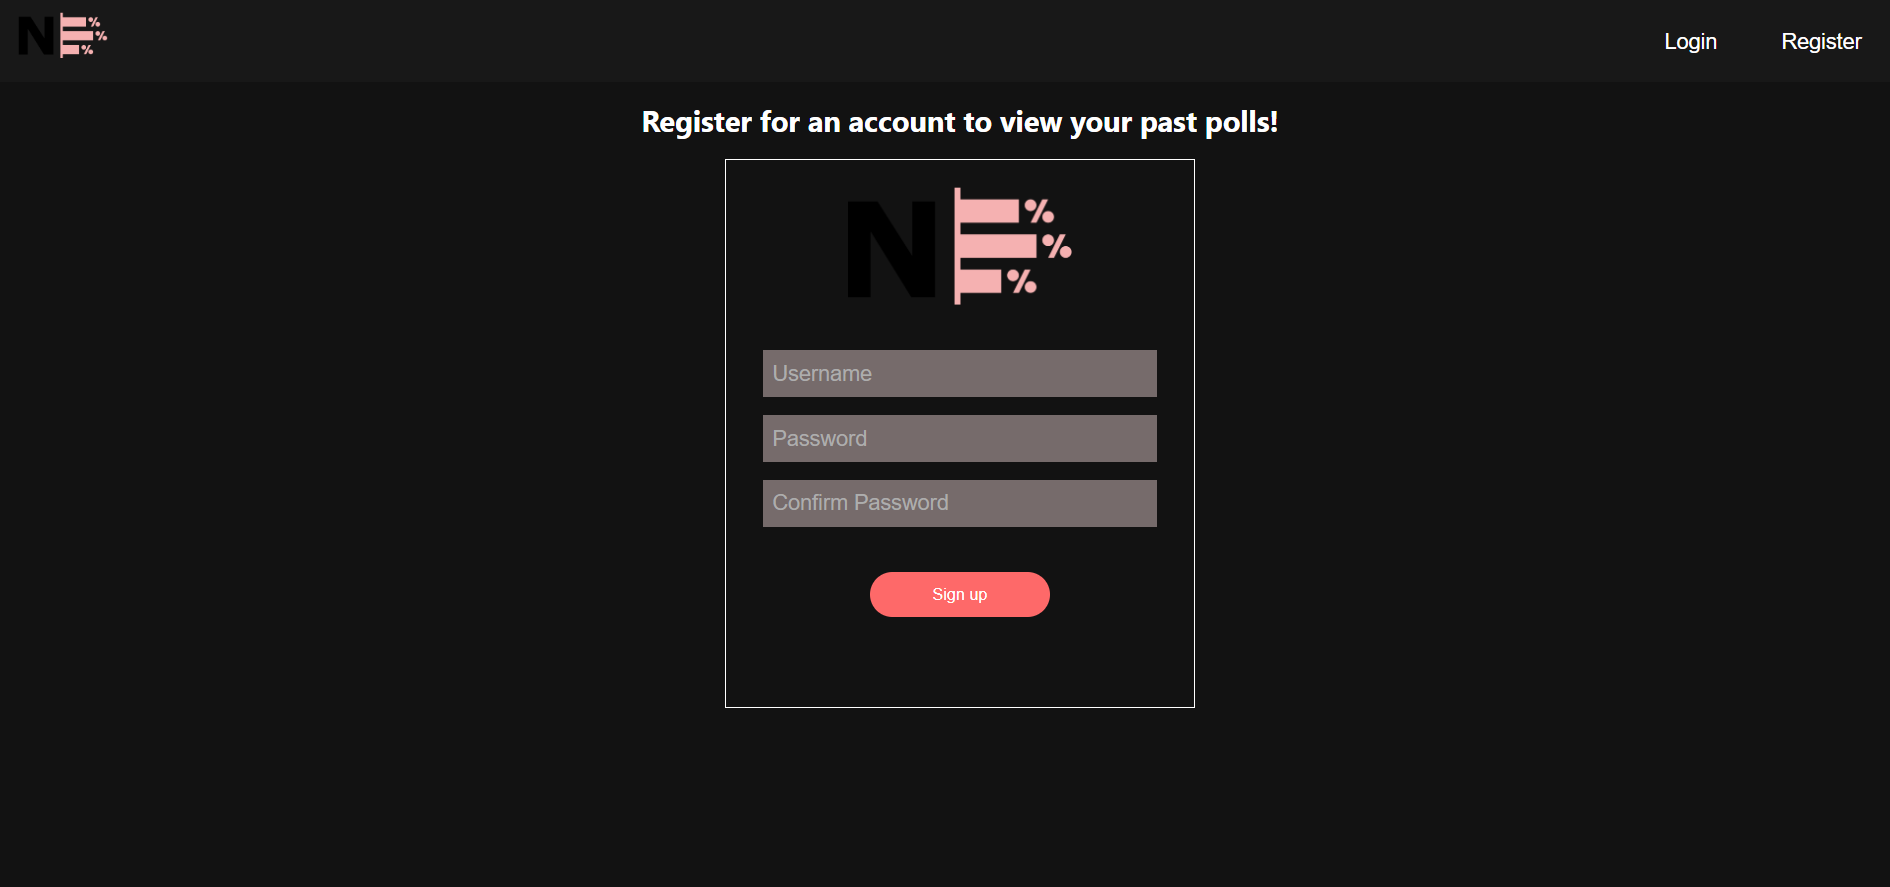 N % % %
Login Register
Register for an account to view your past polls!
N % % %
Username
Password
Confirm Password
Sign up